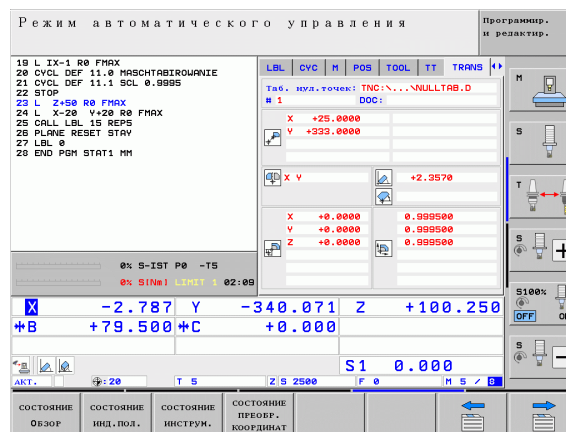 Режим автоматического управления
Программир.
и редактир.
19 L IX-1 R0 FMAX
20 CYCL DEF 11.0 MASCHTABIROWANIE
21 CYCL DEF 11.1 SCL 0.9995
22 STOP
23 L Z+50 R0 FMAX
24 L X-20 Y+20 R0 FMAX
25 CALL LBL 15 REP5
26 PLANE RESET STAY
27 LBL 0
28 END PGM STAT1 MM
LBL CYC M POS TOOL TT TRANS
Таб. нул.точек: TNC:\...\NULLTAB.D
# 1 DOC:
X +25.0000
Y +333.0000
X Y +2.3570
X +0.0000 0.999500
Y +0.0000 0.999500
Z +0.0000 0.999500
0% S-IST P0 -T5
0% S[Nm] LIMIT 1 02:09
X -2.787 Y -340.071 Z +100.250
B +79.500 C +0.000
S1 0.000
АКТ. : 20 T 5 Z S 2500 F 0 M 5 / 8
СОСТОЯНИЕ
ОБЗОР
СОСТОЯНИЕ
ИНД.ПОЛ.
СОСТОЯНИЕ
ИНСТРУМ.
СОСТОЯНИЕ
ПРЕОБР.
КООРДИНАТ
M
S
T
S
+
S100%
OFF
S
−